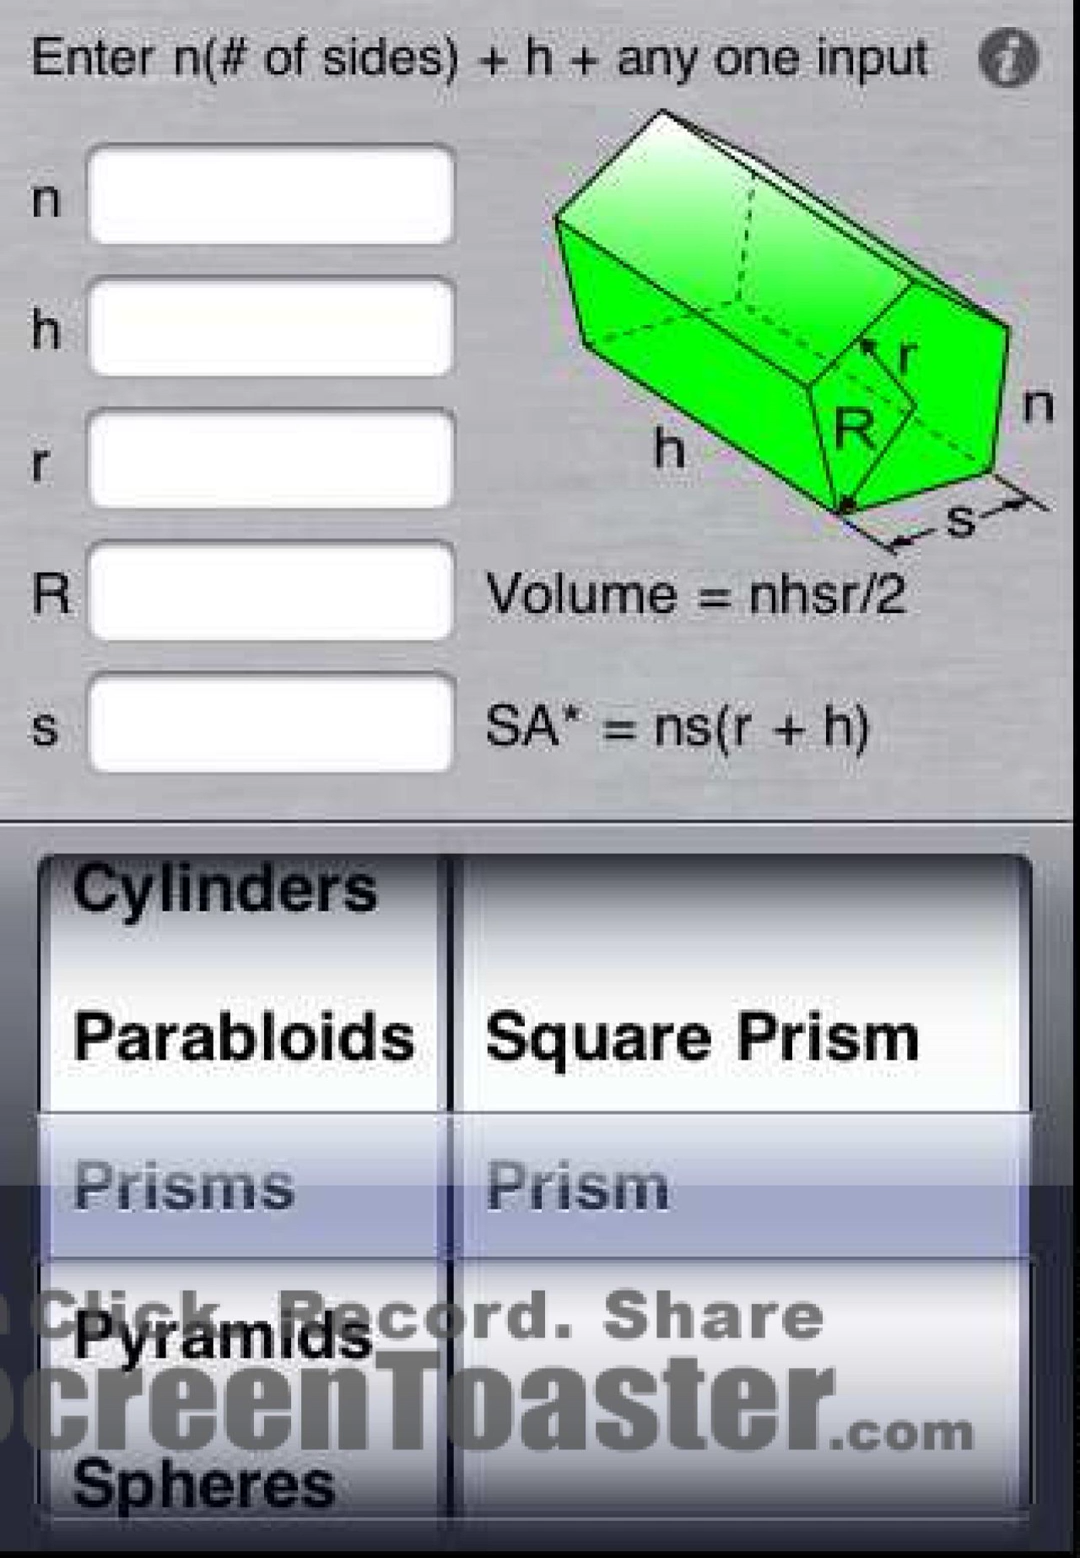 Enter n(# of sides) + h + any one input
n
h
r
R
s
r
R
n
h
s
Volume = nhsr/2
SA* = ns(r + h)
Cylinders
Parabloids
Square Prism
Prisms
Prism
Click. Record. Share
Pyramids
creenToaster.com
Spheres